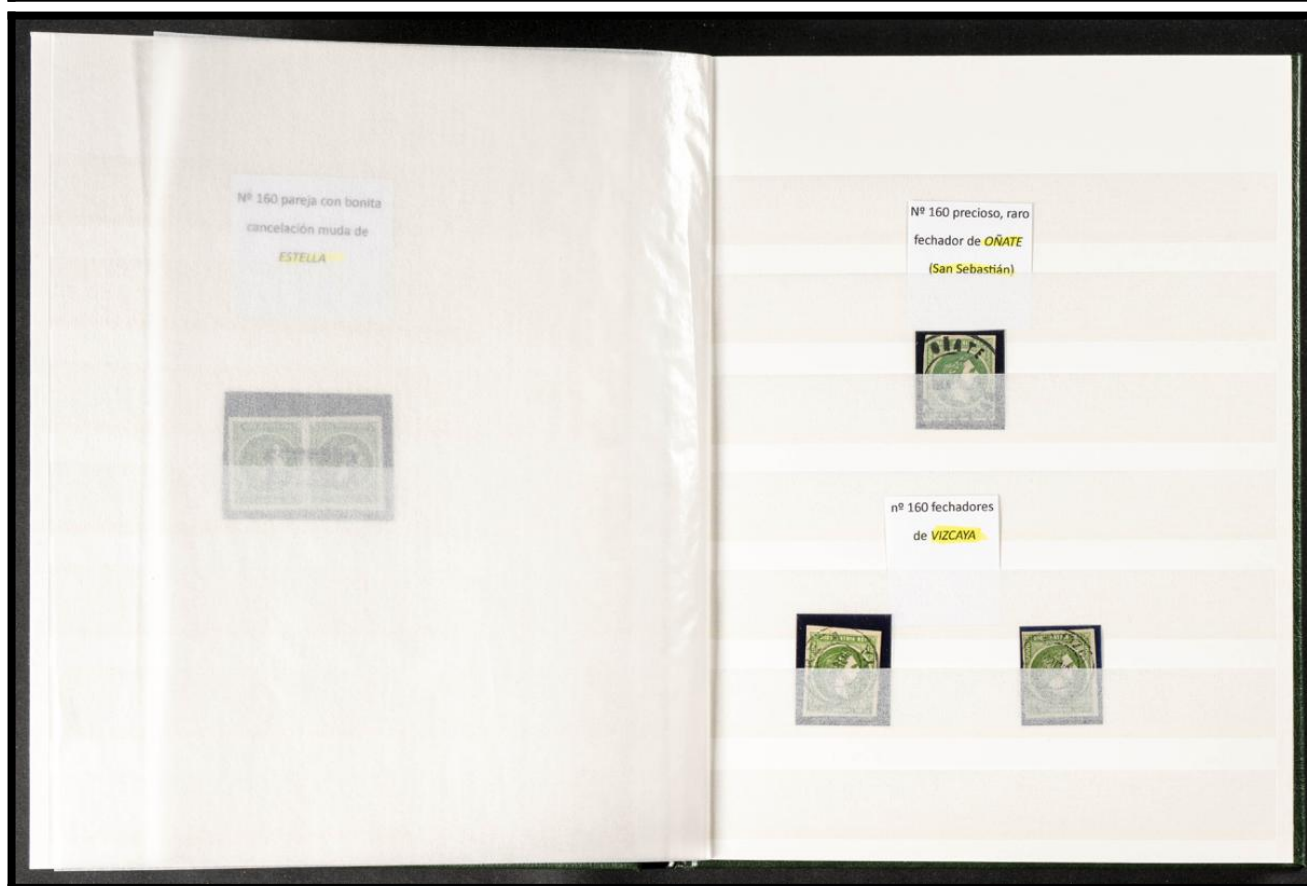 Nº 160 pareja con bonita
cancelación muda de
ESTELLA
Nº 160 precioso, raro
fechador de OÑATE
(San Sebastián)
OÑATE
nº 160 fechadores
de VIZCAYA